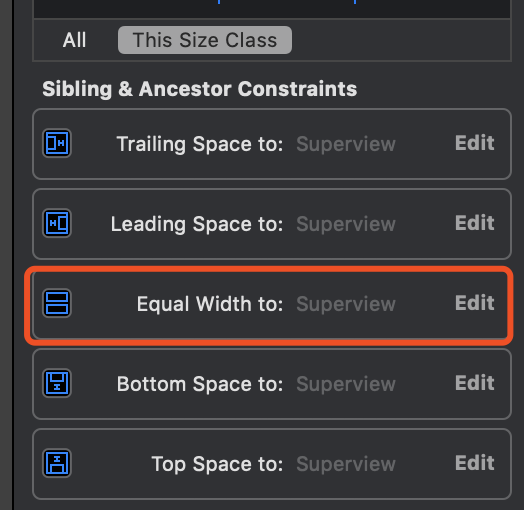 All This Size Class
Sibling & Ancestor Constraints
Trailing Space to: Superview Edit
Leading Space to: Superview Edit
Equal Width to: Superview Edit
Bottom Space to: Superview Edit
Top Space to: Superview Edit